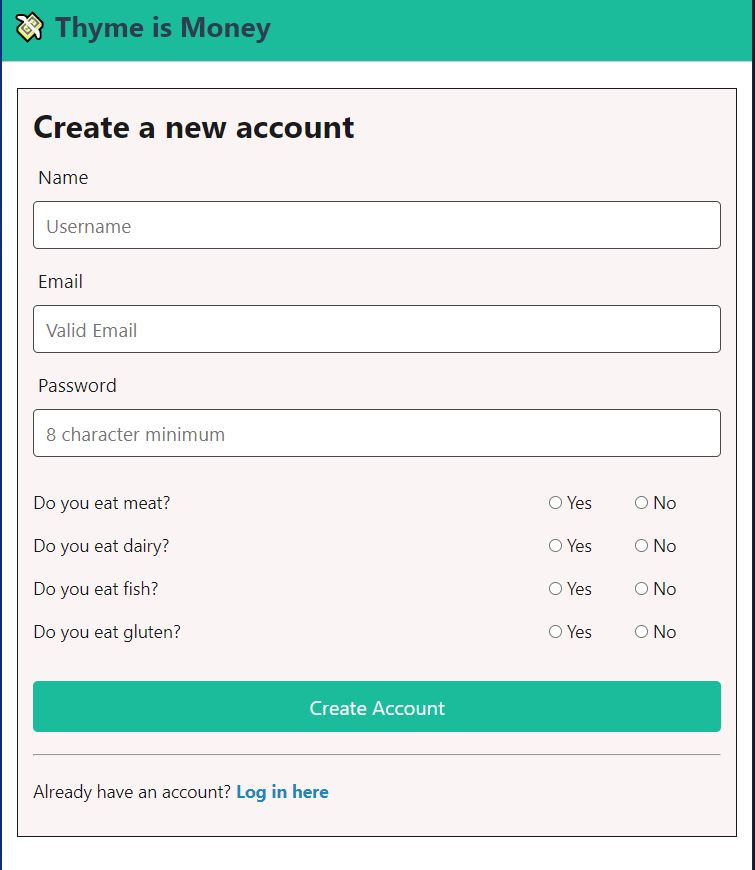 Thyme is Money
Create a new account
Name
Username
Email
Valid Email
Password
8 character minimum
Do you eat meat? Yes No
Do you eat dairy? Yes No
Do you eat fish? Yes No
Do you eat gluten? Yes No
Create Account
Already have an account? Log in here